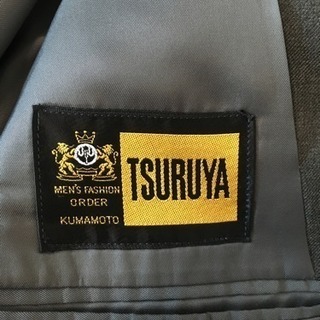 MEN'S FASHION
ORDER
KUMAMOTO
TSURUYA